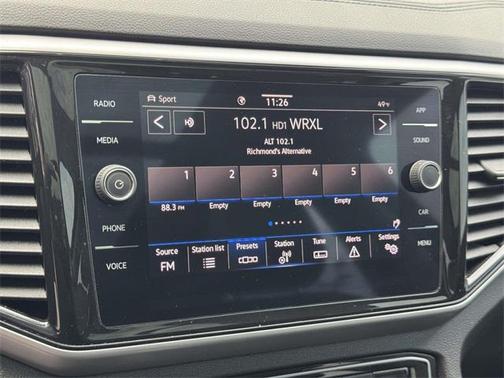 RADIO
MEDIA
PHONE
VOICE
Sport
11:26
49°F
102.1 HD1 WRXL
ALT 102.1
Richmond's Alternative
1 2 3 4 5 6
88.3 FM Empty Empty Empty Empty Empty
Source Station list Presets Station Tune Alerts Settings
FM
APP
SOUND
CAR
MENU